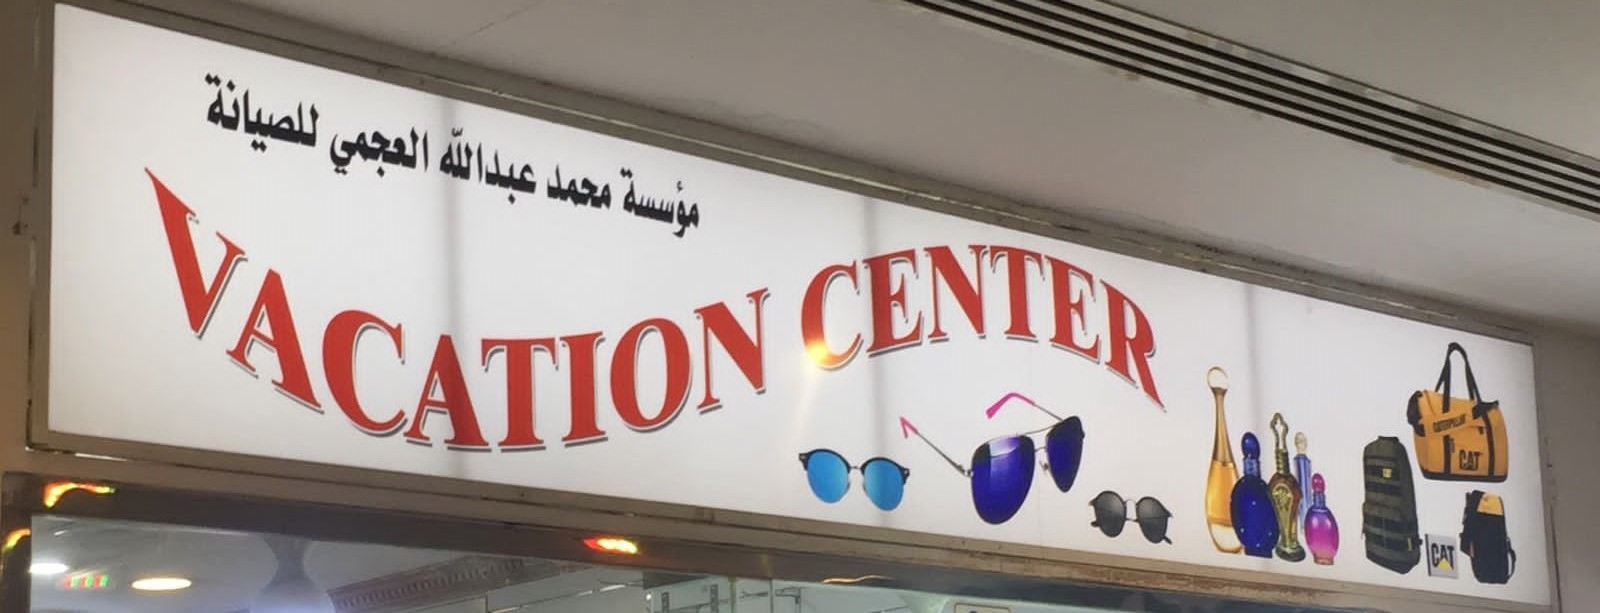 مؤسسة محمد عبدالله العجمي للصيانة
VACATION CENTER
CATERPILLAR
CAT
CAT